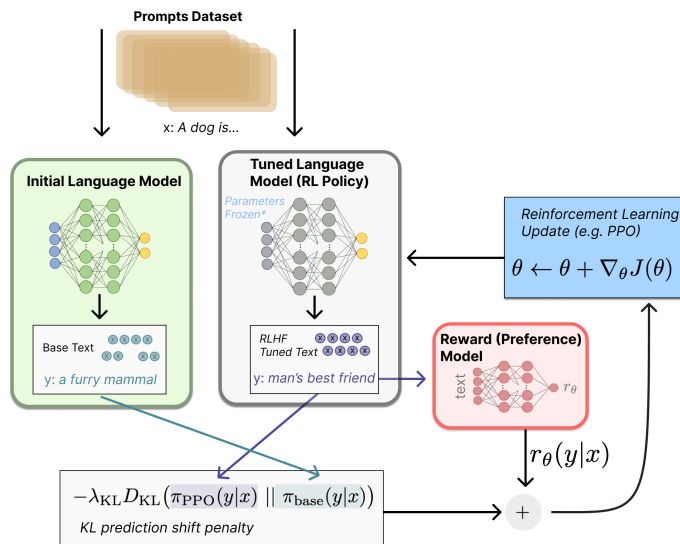 Prompts Dataset
x: A dog is...
Initial Language Model
Tuned Language
Model (RL Policy)
Parameters
Frozen*
Reinforcement Learning
Update (e.g. PPO)
θ ← θ + ∇θJ(θ)
Base Text
x x x x
x x x x
y: a furry mammal
RLHF
Tuned Text
x x x x
x x x x
y: man's best friend
Reward (Preference)
Model
text
rθ
rθ(y|x)
−λKL DKL(πPPO(y|x) || πbase(y|x))
KL prediction shift penalty
+